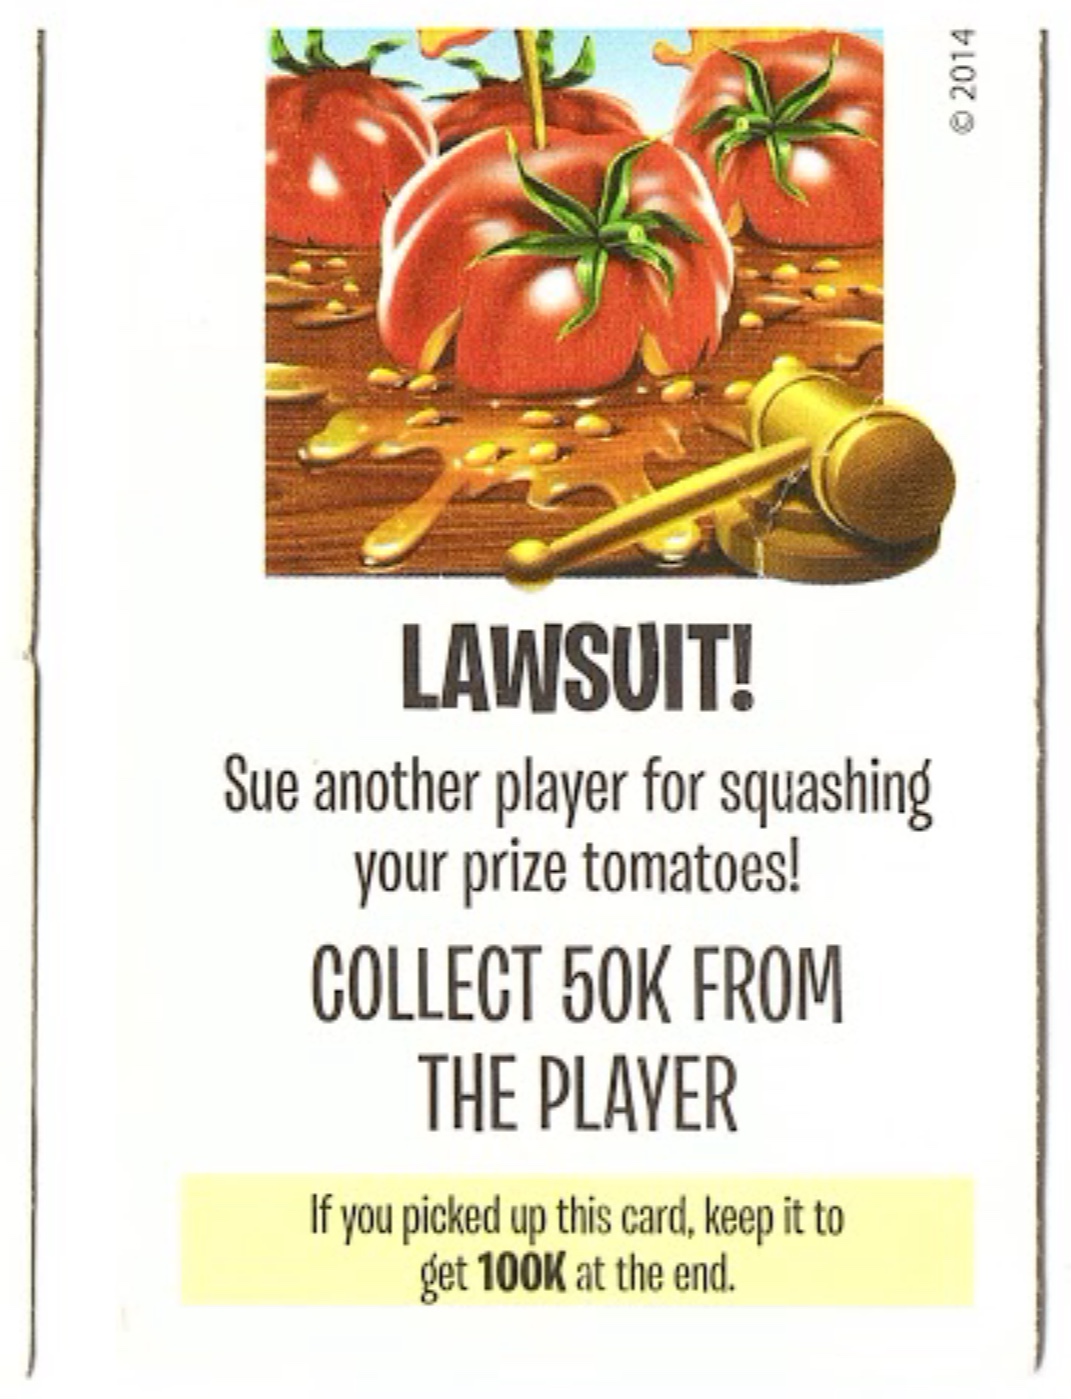 © 2014
LAWSUIT!
Sue another player for squashing
your prize tomatoes!
COLLECT 50K FROM
THE PLAYER
If you picked up this card, keep it to
get 100K at the end.